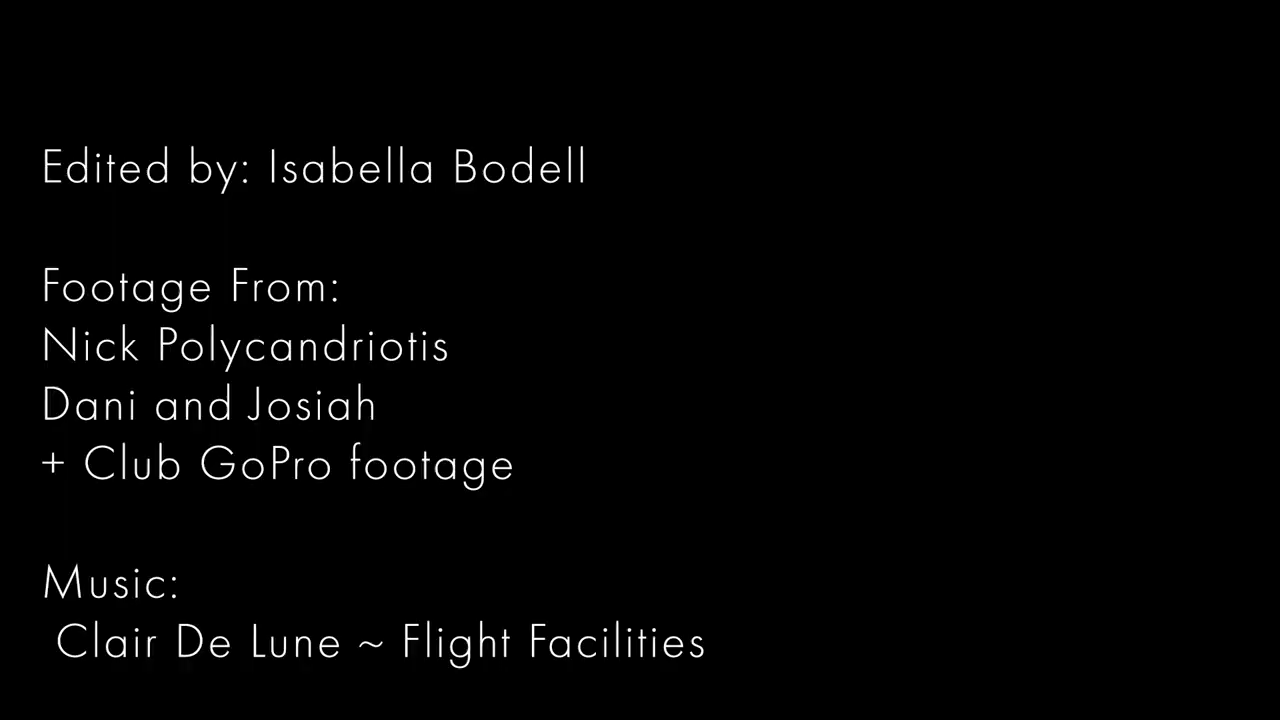 Edited by: Isabella Bodell
Footage From:
Nick Polycandriotis
Dani and Josiah
+ Club GoPro footage
Music:
Clair De Lune ~ Flight Facilities